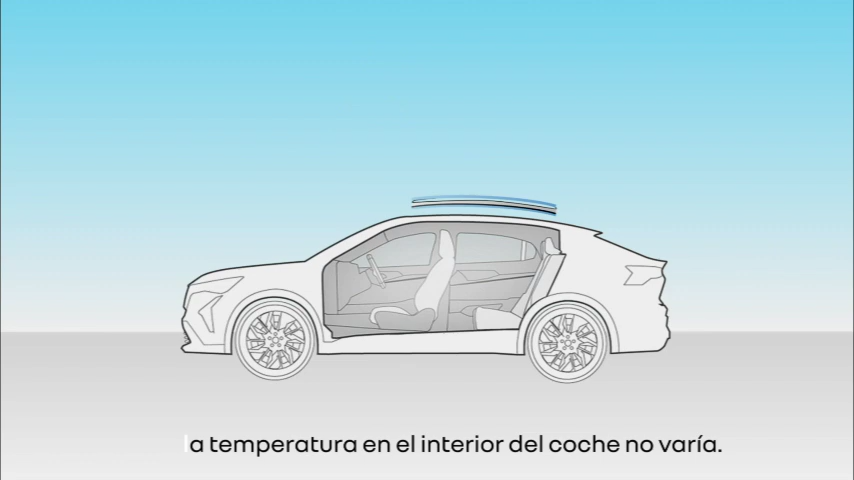 la temperatura en el interior del coche no varía.